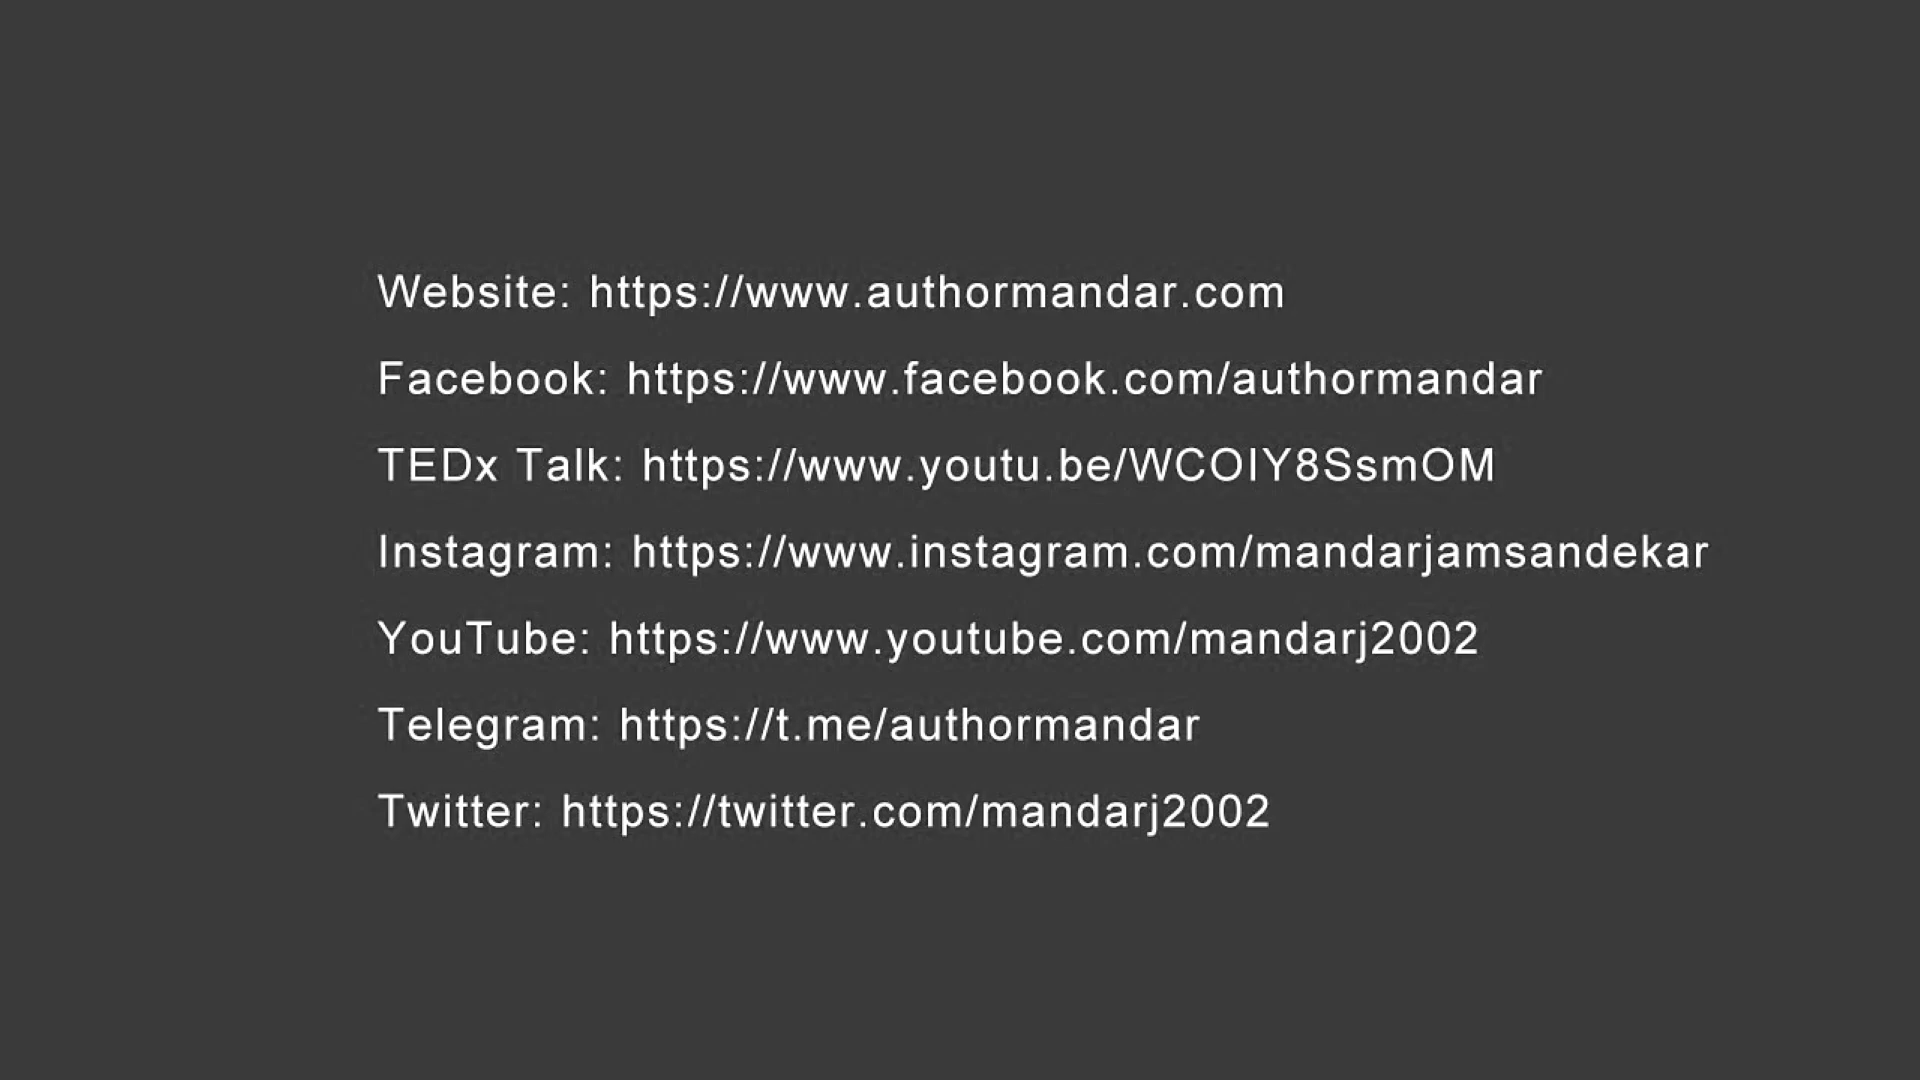 Website: https://www.authormandar.com
Facebook: https://www.facebook.com/authormandar
TEDx Talk: https://www.youtu.be/WCOIY8SsmOM
Instagram: https://www.instagram.com/mandarjamsandekar
YouTube: https://www.youtube.com/mandarj2002
Telegram: https://t.me/authormandar
Twitter: https://twitter.com/mandarj2002